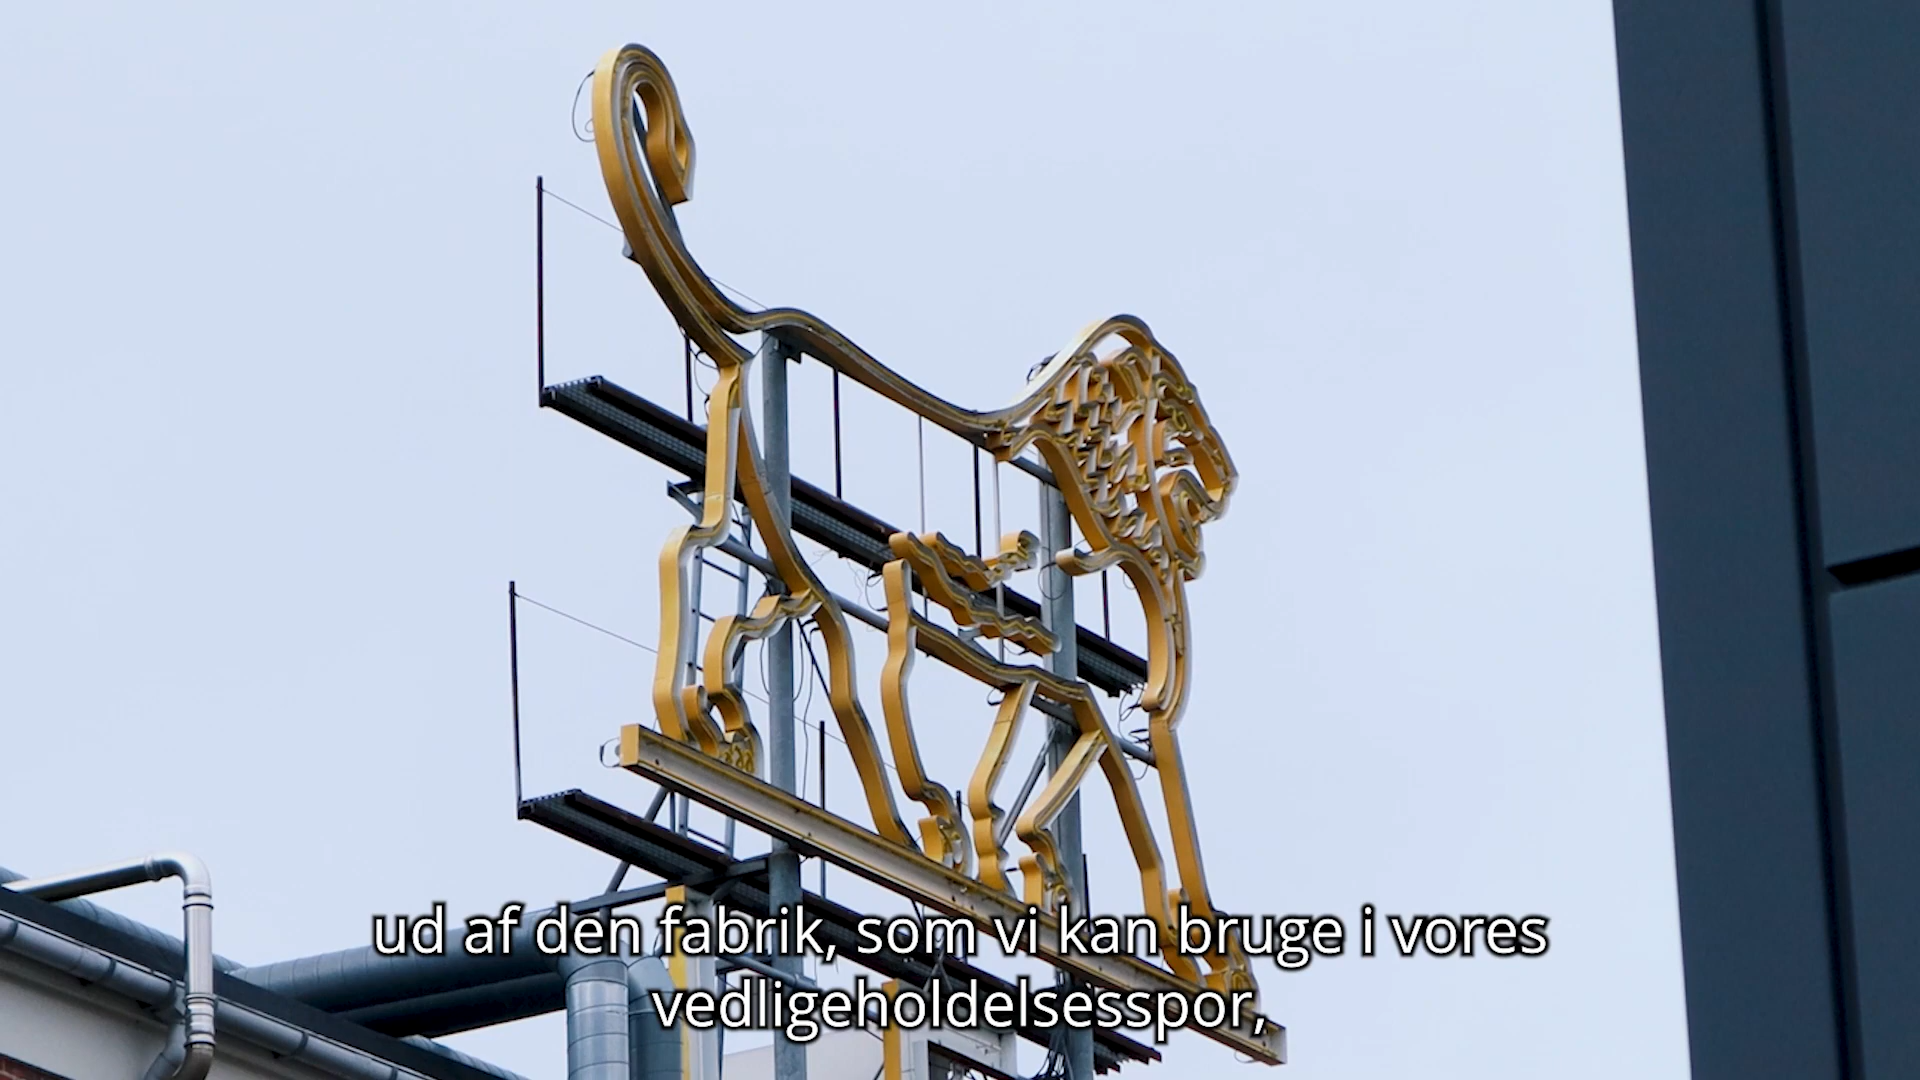 ud af den fabrik, som vi kan bruge i vores
vedligeholdelsesspor,